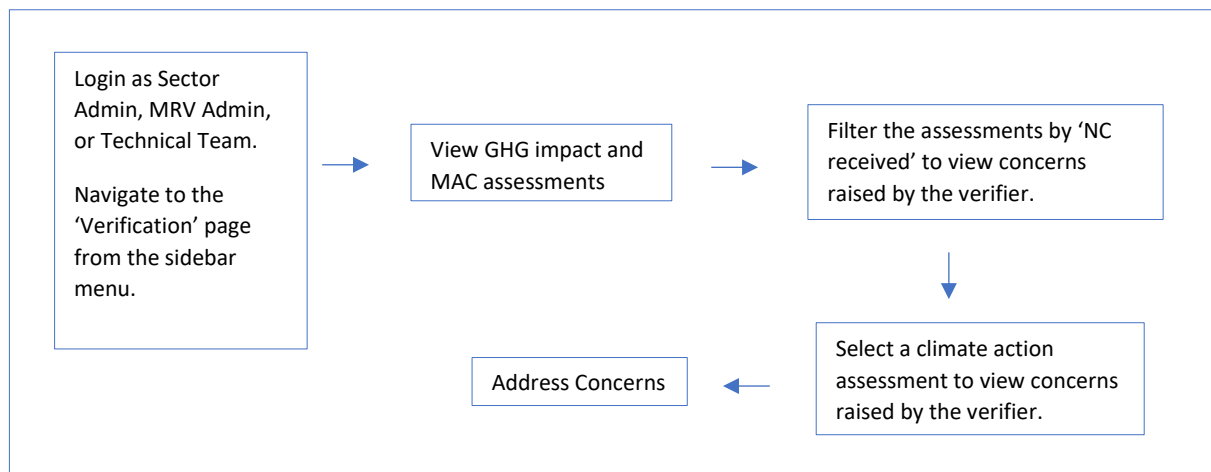 Login as Sector
Admin, MRV Admin,
or Technical Team.
Navigate to the
‘Verification’ page
from the sidebar
menu.
View GHG impact and
MAC assessments
Filter the assessments by ‘NC
received’ to view concerns
raised by the verifier.
Select a climate action
assessment to view concerns
raised by the verifier.
Address Concerns